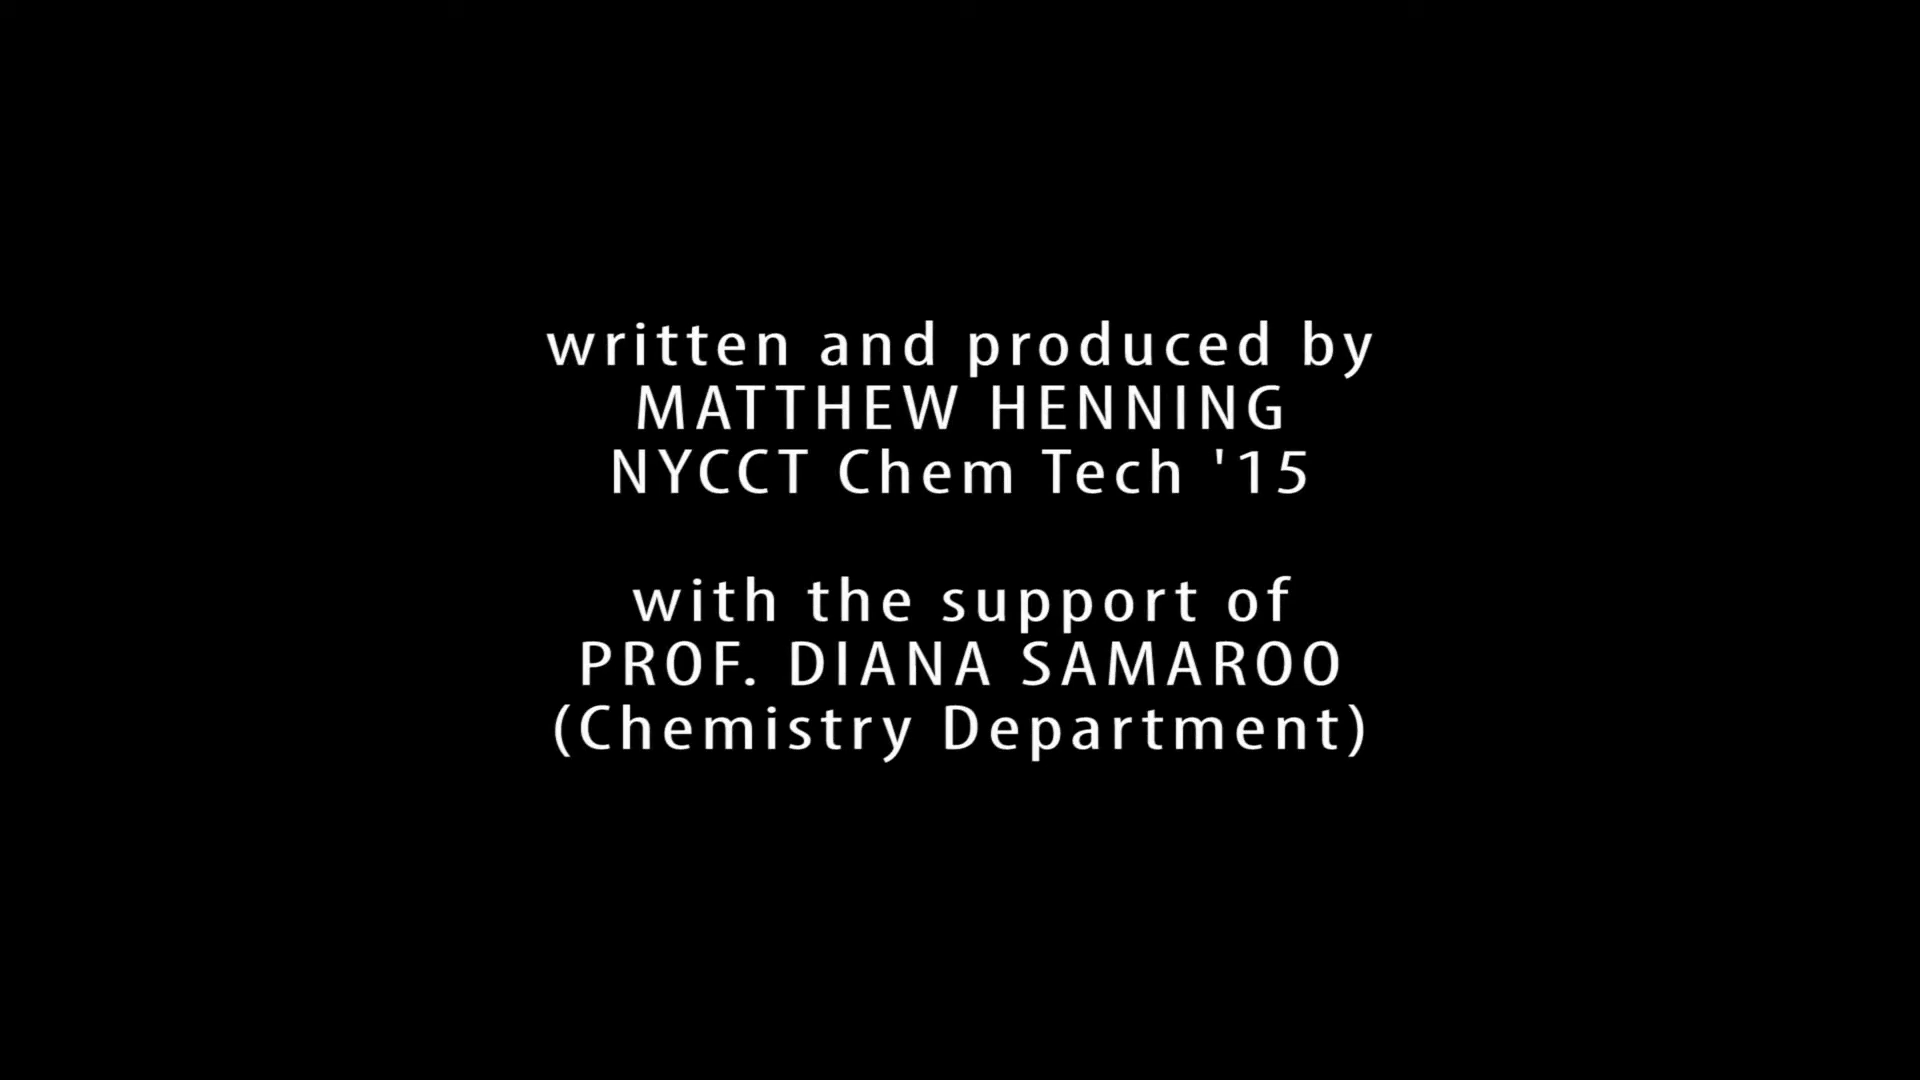 written and produced by
MATTHEW HENNING
NYCCT Chem Tech '15
with the support of
PROF. DIANA SAMAROO
(Chemistry Department)